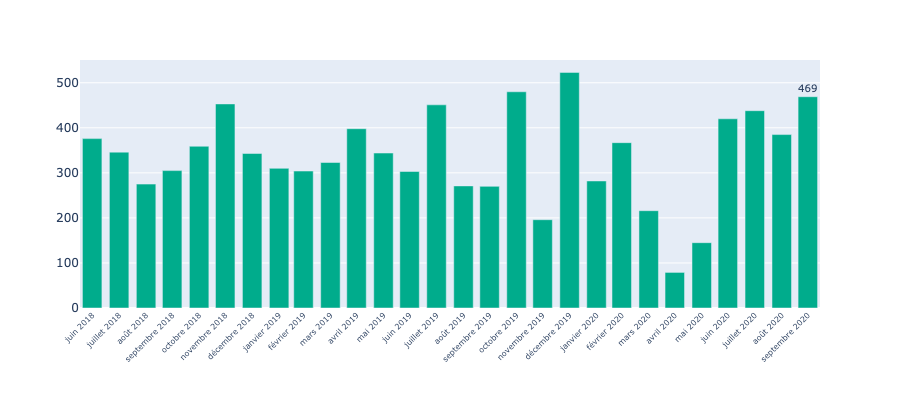 500
400
300
200
100
0
469
juin 2018
juillet 2018
août 2018
septembre 2018
octobre 2018
novembre 2018
décembre 2018
janvier 2019
février 2019
mars 2019
avril 2019
mai 2019
juin 2019
juillet 2019
août 2019
septembre 2019
octobre 2019
novembre 2019
décembre 2019
janvier 2020
février 2020
mars 2020
avril 2020
mai 2020
juin 2020
juillet 2020
août 2020
septembre 2020